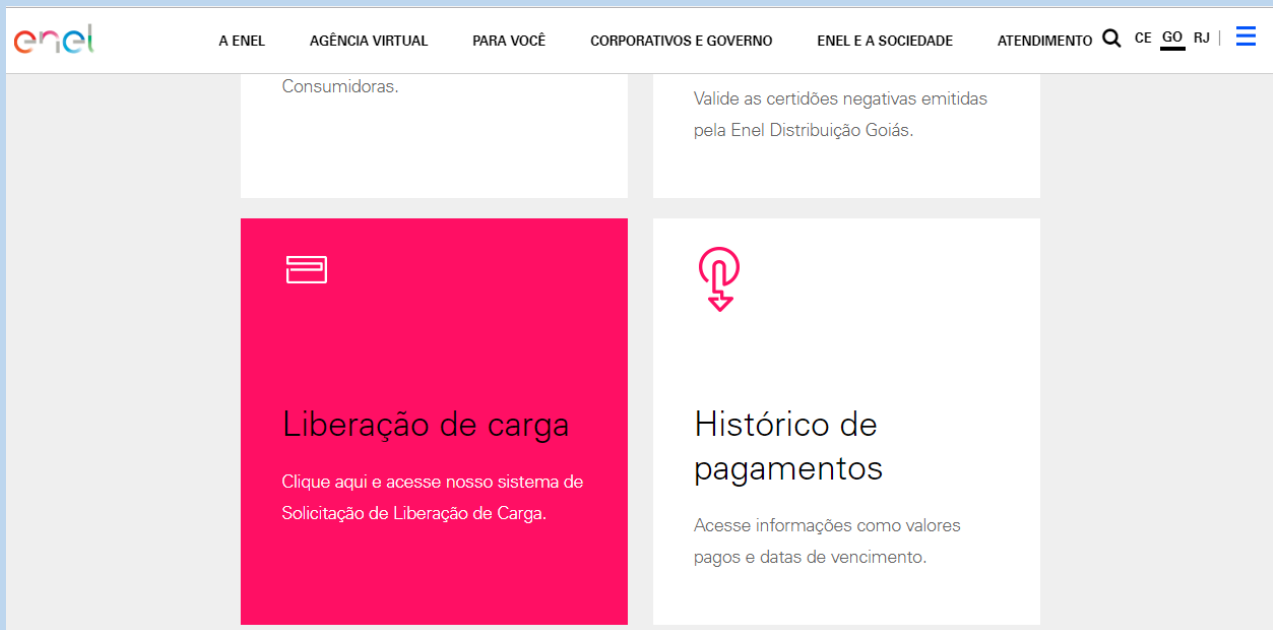 enel
A ENEL AGÊNCIA VIRTUAL PARA VOCÊ CORPORATIVOS E GOVERNO ENEL E A SOCIEDADE ATENDIMENTO CE GO RJ |
Consumidoras.
Valide as certidões negativas emitidas
pela Enel Distribuição Goiás.
Liberação de carga
Clique aqui e acesse nosso sistema de
Solicitação de Liberação de Carga.
Histórico de
pagamentos
Acesse informações como valores
pagos e datas de vencimento.